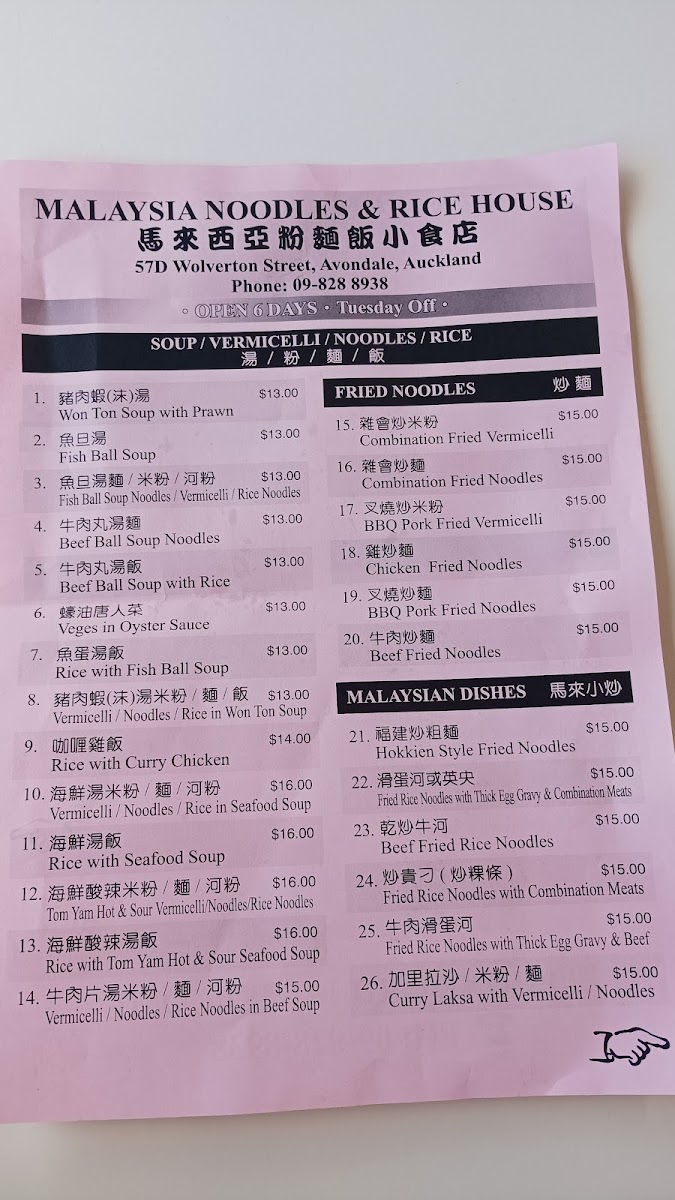 MALAYSIA NOODLES & RICE HOUSE
馬來西亞粉麵飯小食店
57D Wolverton Street, Avondale, Auckland
Phone: 09-828 8938
• OPEN 6 DAYS • Tuesday Off •
SOUP / VERMICELLI / NOODLES / RICE
湯 / 粉 / 麵 / 飯
1. 豬肉蝦(沫)湯 $13.00
Won Ton Soup with Prawn
2. 魚旦湯 $13.00
Fish Ball Soup
3. 魚旦湯麵 / 米粉 / 河粉 $13.00
Fish Ball Soup Noodles / Vermicelli / Rice Noodles
4. 牛肉丸湯麵 $13.00
Beef Ball Soup Noodles
5. 牛肉丸湯飯 $13.00
Beef Ball Soup with Rice
6. 蠔油唐人菜 $13.00
Veges in Oyster Sauce
7. 魚蛋湯飯 $13.00
Rice with Fish Ball Soup
8. 豬肉蝦(沫)湯米粉 / 麵 / 飯 $13.00
Vermicelli / Noodles / Rice in Won Ton Soup
9. 咖喱雞飯 $14.00
Rice with Curry Chicken
10. 海鮮湯米粉 / 麵 / 河粉 $16.00
Vermicelli / Noodles / Rice in Seafood Soup
11. 海鮮湯飯 $16.00
Rice with Seafood Soup
12. 海鮮酸辣米粉 / 麵 / 河粉 $16.00
Tom Yam Hot & Sour Vermicelli/Noodles/Rice Noodles
13. 海鮮酸辣湯飯 $16.00
Rice with Tom Yam Hot & Sour Seafood Soup
14. 牛肉片湯米粉 / 麵 / 河粉 $15.00
Vermicelli / Noodles / Rice Noodles in Beef Soup
FRIED NOODLES 炒 麵
15. 雜會炒米粉 $15.00
Combination Fried Vermicelli
16. 雜會炒麵 $15.00
Combination Fried Noodles
17. 叉燒炒米粉 $15.00
BBQ Pork Fried Vermicelli
18. 雞炒麵 $15.00
Chicken Fried Noodles
19. 叉燒炒麵 $15.00
BBQ Pork Fried Noodles
20. 牛肉炒麵 $15.00
Beef Fried Noodles
MALAYSIAN DISHES 馬來小炒
21. 福建炒粗麵 $15.00
Hokkien Style Fried Noodles
22. 滑蛋河或英央 $15.00
Fried Rice Noodles with Thick Egg Gravy & Combination Meats
23. 乾炒牛河 $15.00
Beef Fried Rice Noodles
24. 炒貴刁 ( 炒粿條 ) $15.00
Fried Rice Noodles with Combination Meats
25. 牛肉滑蛋河 $15.00
Fried Rice Noodles with Thick Egg Gravy & Beef
26. 加里拉沙 / 米粉 / 麵 $15.00
Curry Laksa with Vermicelli / Noodles